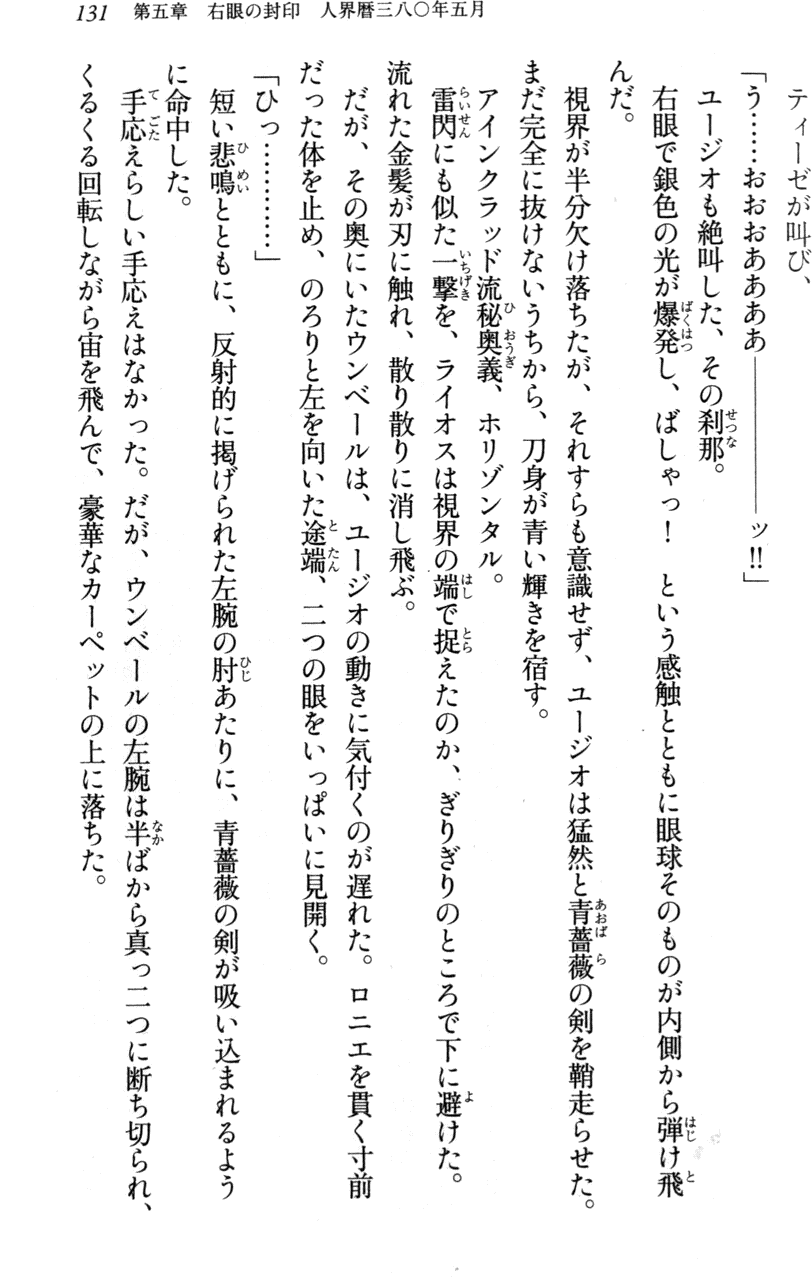 131　第五章　右眼の封印　人界暦三八〇年五月
ティーゼが叫び、
「う……おおおああああ――――――ッ!!」
ユージオも絶叫した、その刹那。
右眼で銀色の光が爆発し、ばしゃっ！　という感触とともに眼球そのものが内側から弾け飛
んだ。
視界が半分欠け落ちたが、それすらも意識せず、ユージオは猛然と青薔薇の剣を鞘走らせた。
まだ完全に抜けないうちから、刀身が青い輝きを宿す。
アインクラッド流秘奥義、ホリゾンタル。
雷閃にも似た一撃を、ライオスは視界の端で捉えたのか、ぎりぎりのところで下に避けた。
流れた金髪が刃に触れ、散り散りに消し飛ぶ。
だが、その奥にいたウンベールは、ユージオの動きに気付くのが遅れた。ロニエを貫く寸前
だった体を止め、のろりと左を向いた途端、二つの眼をいっぱいに見開く。
「ひっ…………」
短い悲鳴とともに、反射的に掲げられた左腕の肘あたりに、青薔薇の剣が吸い込まれるよう
に命中した。
手応えらしい手応えはなかった。だが、ウンベールの左腕は半ばから真っ二つに断ち切られ、
くるくる回転しながら宙を飛んで、豪華なカーペットの上に落ちた。